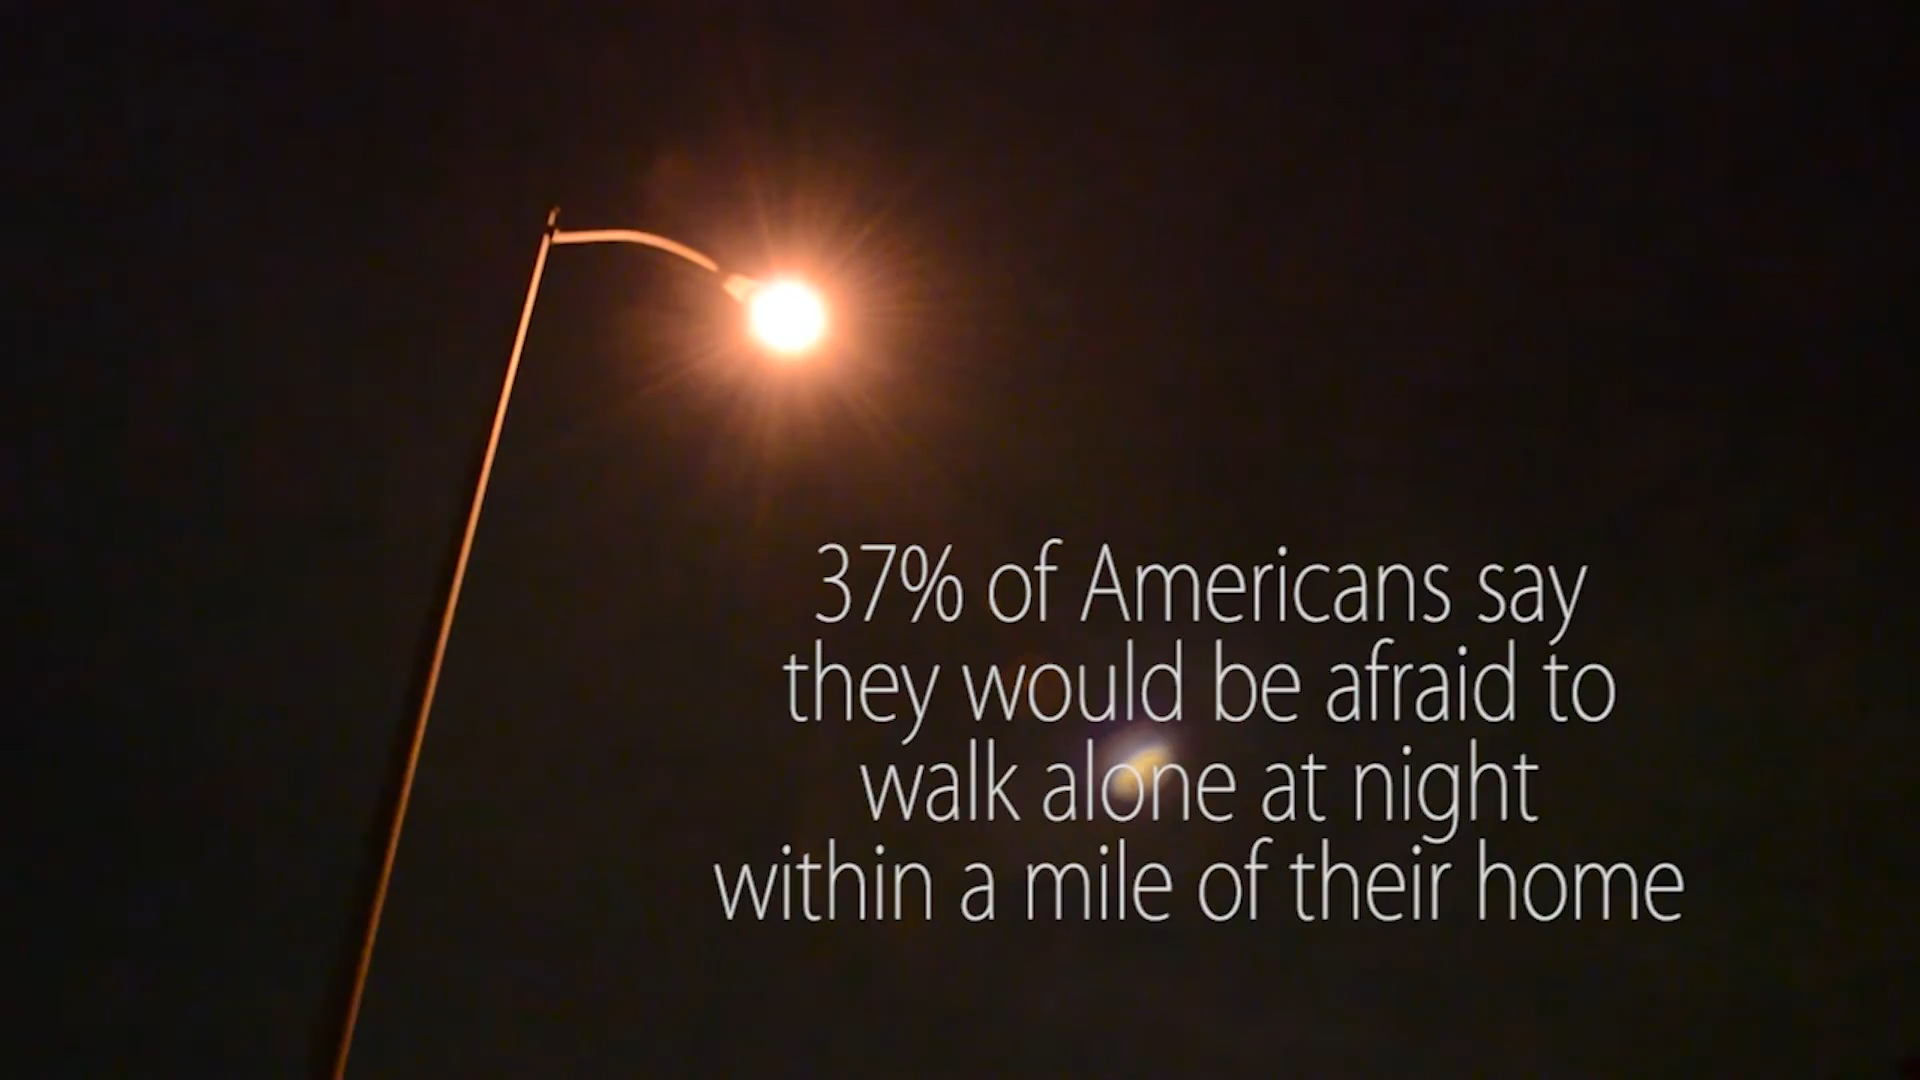 37% of Americans say
they would be afraid to
walk alone at night
within a mile of their home